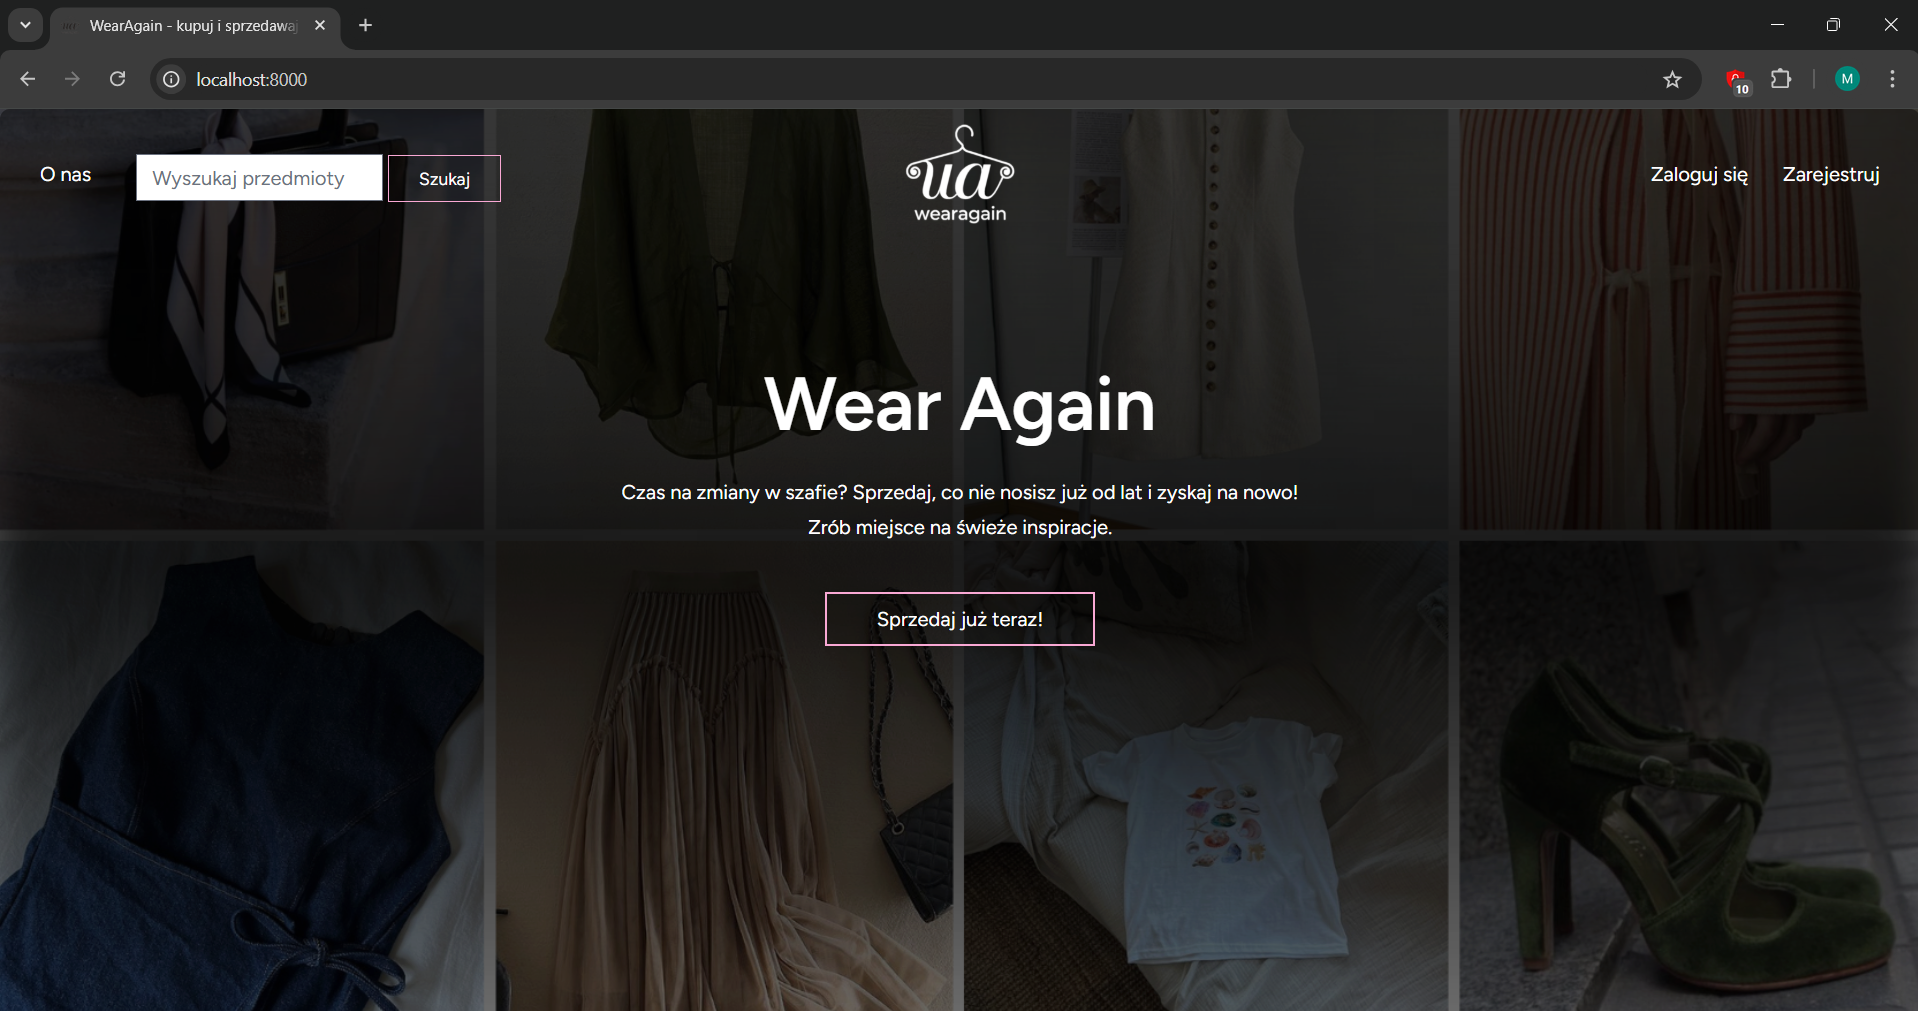 WearAgain - kupuj i sprzedawaj
localhost:8000
10
M
O nas
Wyszukaj przedmioty
Szukaj
ua
wearagain
Zaloguj się
Zarejestruj
Wear Again
Czas na zmiany w szafie? Sprzedaj, co nie nosisz już od lat i zyskaj na nowo!
Zrób miejsce na świeże inspiracje.
Sprzedaj już teraz!